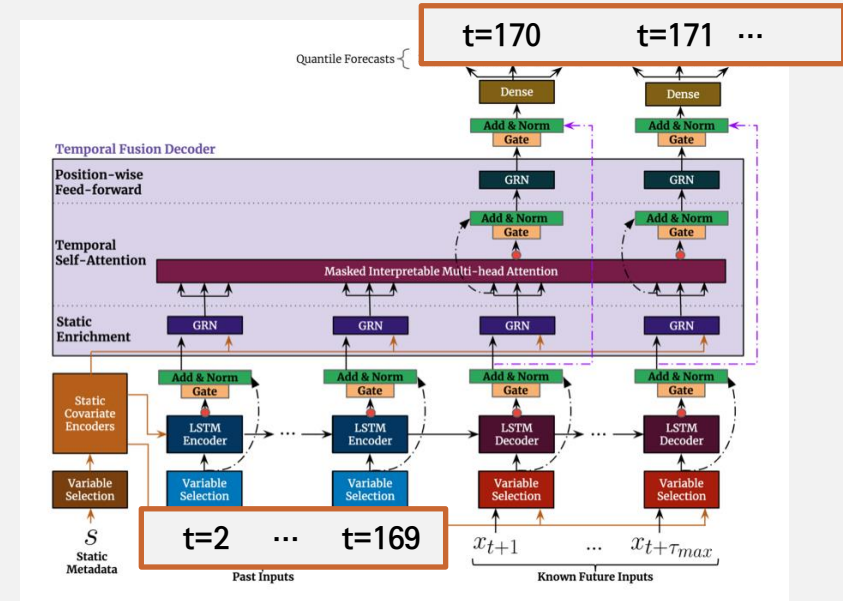 t=170 t=171 ...
Quantile Forecasts
Dense Dense
Add & Norm Add & Norm
Gate Gate
Temporal Fusion Decoder
Position-wise
Feed-forward
GRN GRN
Add & Norm Add & Norm
Gate Gate
Temporal
Self-Attention
Masked Interpretable Multi-head Attention
Static
Enrichment
GRN GRN GRN GRN
Add & Norm Add & Norm Add & Norm Add & Norm
Gate Gate Gate Gate
Static
Covariate
Encoders
LSTM
Encoder
...
LSTM
Encoder
LSTM
Decoder
...
LSTM
Decoder
Variable
Selection
Variable
Selection
Variable
Selection
Variable
Selection
Variable
Selection
s
Static
Metadata
t=2 ... t=169
Past Inputs
x_{t+1} ... x_{t+τ_{max}}
Known Future Inputs